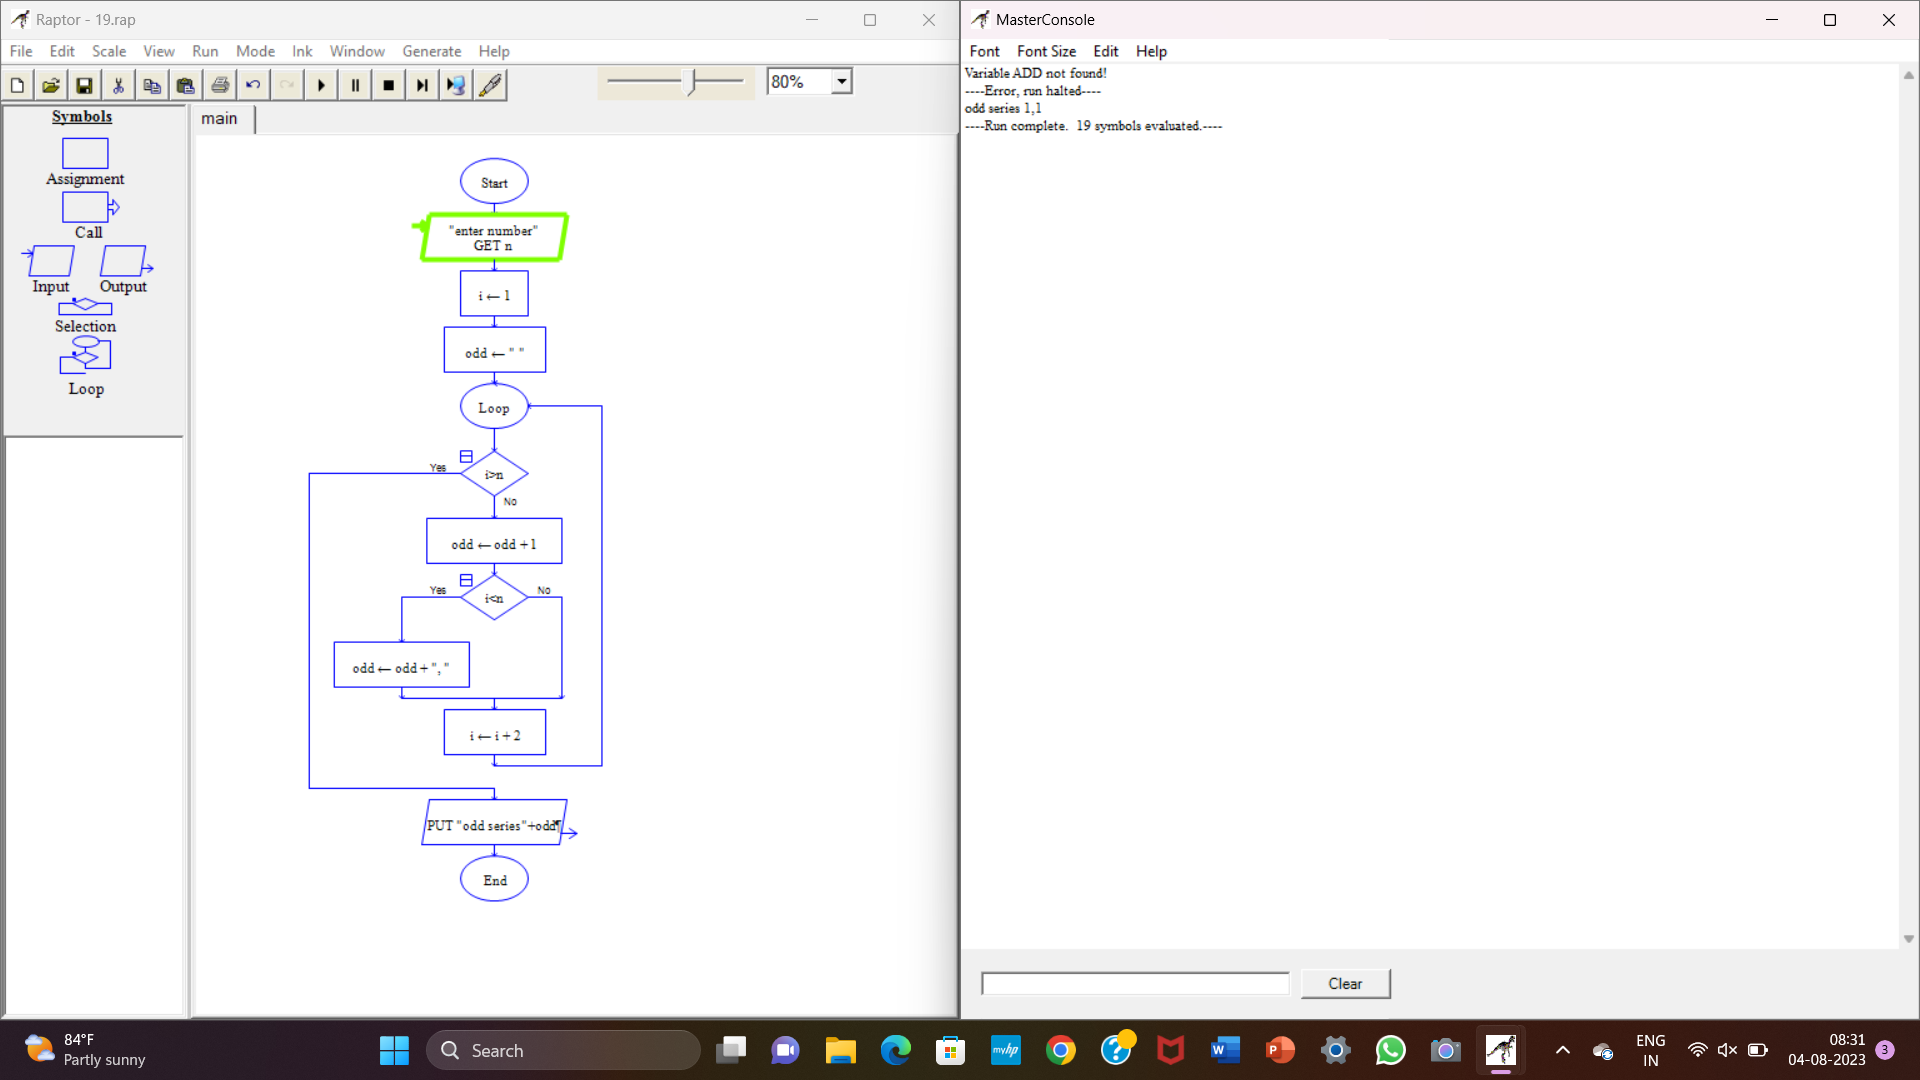 Raptor - 19.rap
File Edit Scale View Run Mode Ink Window Generate Help
80%
Symbols
Assignment
Call
Input Output
Selection
Loop
main
Start
"enter number"
GET n
i ← 1
odd ← " "
Loop
Yes
i>n
No
odd ← odd + 1
Yes
i<n
No
odd ← odd + ", "
i ← i + 2
PUT "odd series"+odd¶
End
MasterConsole
Font Font Size Edit Help
Variable ADD not found!
----Error, run halted----
odd series 1,1
----Run complete.  19 symbols evaluated.----
Clear
84°F
Partly sunny
Search
myhp
W
P
ENG
IN
08:31
04-08-2023
3